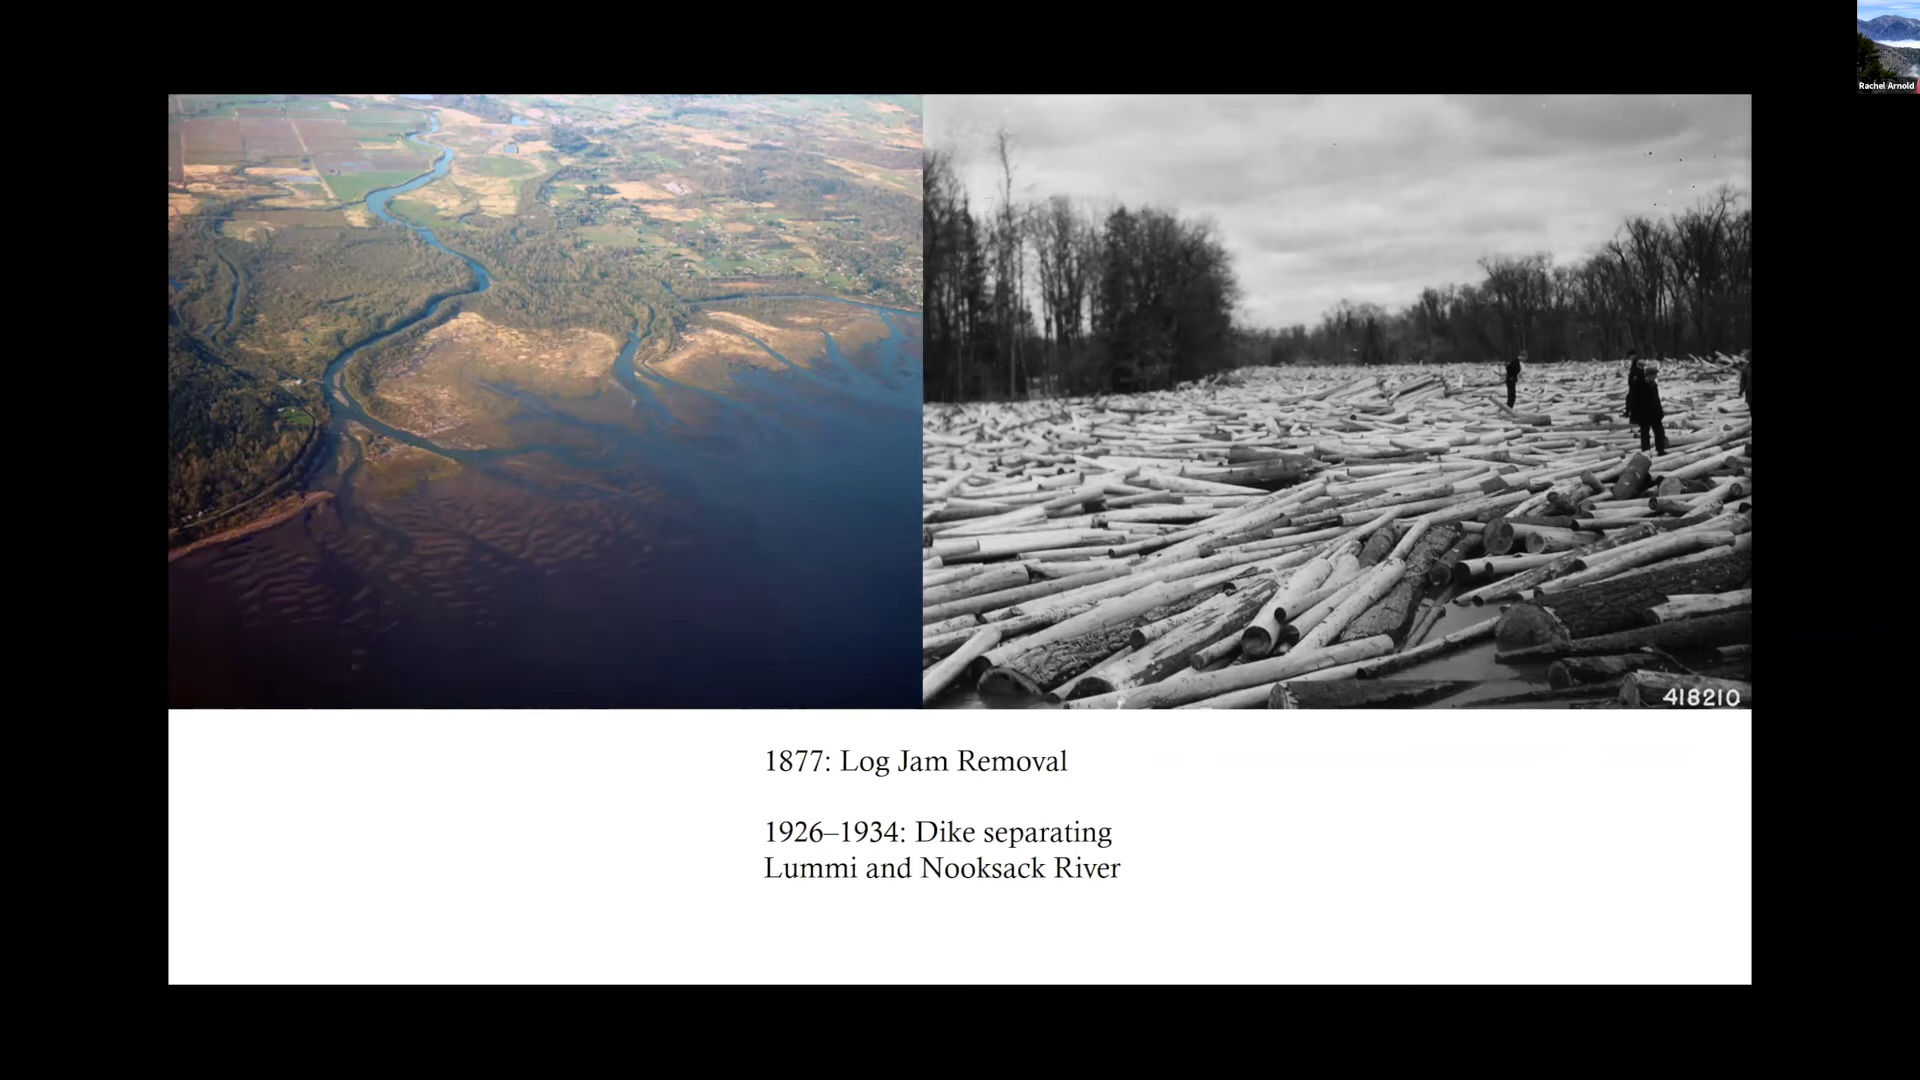 Rachel Arnold
418210
1877: Log Jam Removal
1926–1934: Dike separating
Lummi and Nooksack River